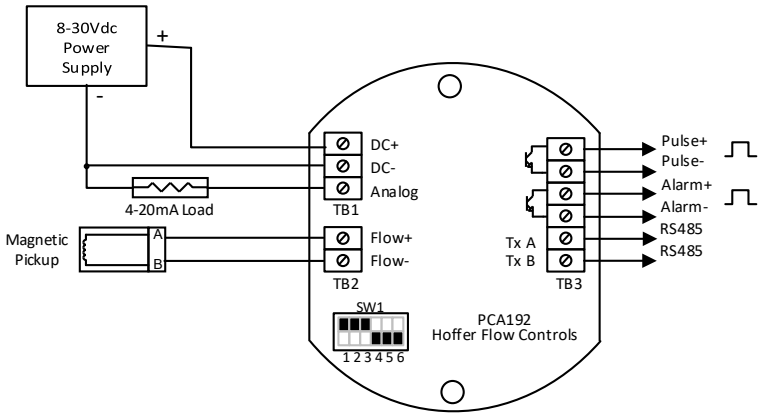 8-30Vdc
Power
Supply
+
-
DC+
DC-
Analog
4-20mA Load
TB1
Magnetic
Pickup
A
B
Flow+
Flow-
TB2
SW1
1 2 3 4 5 6
PCA192
Hoffer Flow Controls
Pulse+
Pulse-
Alarm+
Alarm-
RS485
RS485
Tx A
Tx B
TB3